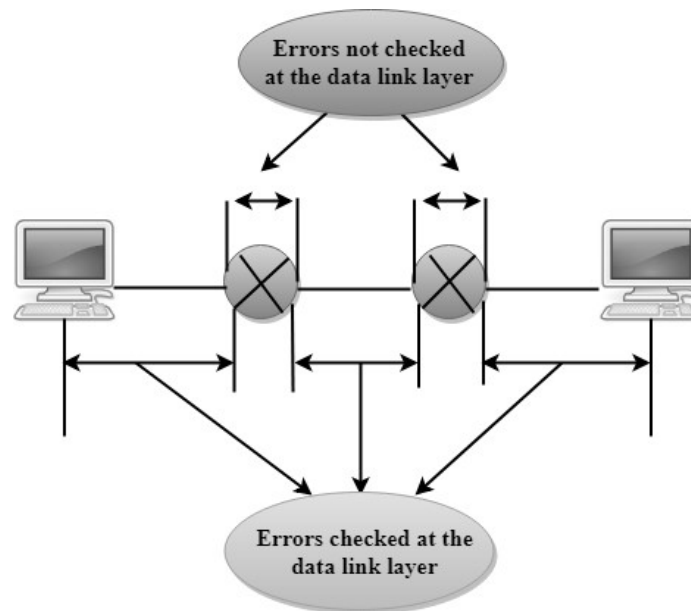 Errors not checked
at the data link layer
Errors checked at the
data link layer